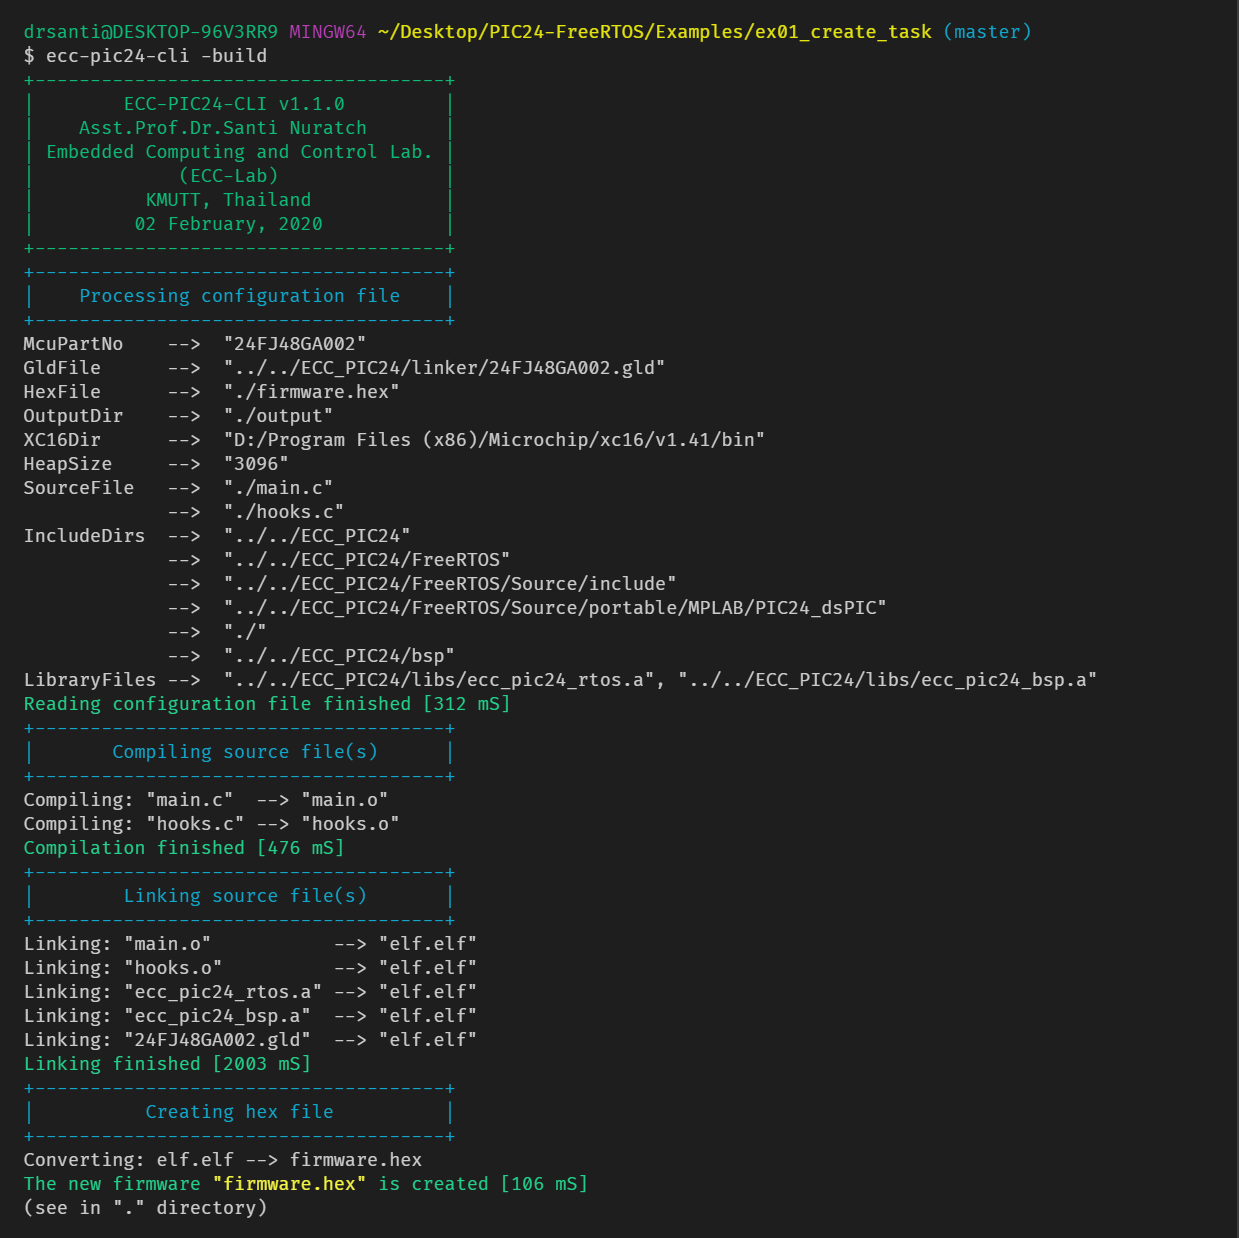 drsanti@DESKTOP-96V3RR9 MINGW64 ~/Desktop/PIC24-FreeRTOS/Examples/ex01_create_task (master)
$ ecc-pic24-cli -build
+-------------------------------------+
|        ECC-PIC24-CLI v1.1.0         |
|    Asst.Prof.Dr.Santi Nuratch       |
| Embedded Computing and Control Lab. |
|             (ECC-Lab)               |
|          KMUTT, Thailand            |
|         02 February, 2020           |
+-------------------------------------+
+-------------------------------------+
|    Processing configuration file    |
+-------------------------------------+
McuPartNo    -->  "24FJ48GA002"
GldFile      -->  "../../ECC_PIC24/linker/24FJ48GA002.gld"
HexFile      -->  "./firmware.hex"
OutputDir    -->  "./output"
XC16Dir      -->  "D:/Program Files (x86)/Microchip/xc16/v1.41/bin"
HeapSize     -->  "3096"
SourceFile   -->  "./main.c"
             -->  "./hooks.c"
IncludeDirs  -->  "../../ECC_PIC24"
             -->  "../../ECC_PIC24/FreeRTOS"
             -->  "../../ECC_PIC24/FreeRTOS/Source/include"
             -->  "../../ECC_PIC24/FreeRTOS/Source/portable/MPLAB/PIC24_dsPIC"
             -->  "./"
             -->  "../../ECC_PIC24/bsp"
LibraryFiles -->  "../../ECC_PIC24/libs/ecc_pic24_rtos.a", "../../ECC_PIC24/libs/ecc_pic24_bsp.a"
Reading configuration file finished [312 mS]
+-------------------------------------+
|       Compiling source file(s)      |
+-------------------------------------+
Compiling: "main.c"  --> "main.o"
Compiling: "hooks.c" --> "hooks.o"
Compilation finished [476 mS]
+-------------------------------------+
|        Linking source file(s)       |
+-------------------------------------+
Linking: "main.o"           --> "elf.elf"
Linking: "hooks.o"          --> "elf.elf"
Linking: "ecc_pic24_rtos.a" --> "elf.elf"
Linking: "ecc_pic24_bsp.a"  --> "elf.elf"
Linking: "24FJ48GA002.gld"  --> "elf.elf"
Linking finished [2003 mS]
+-------------------------------------+
|          Creating hex file          |
+-------------------------------------+
Converting: elf.elf --> firmware.hex
The new firmware "firmware.hex" is created [106 mS]
(see in "." directory)